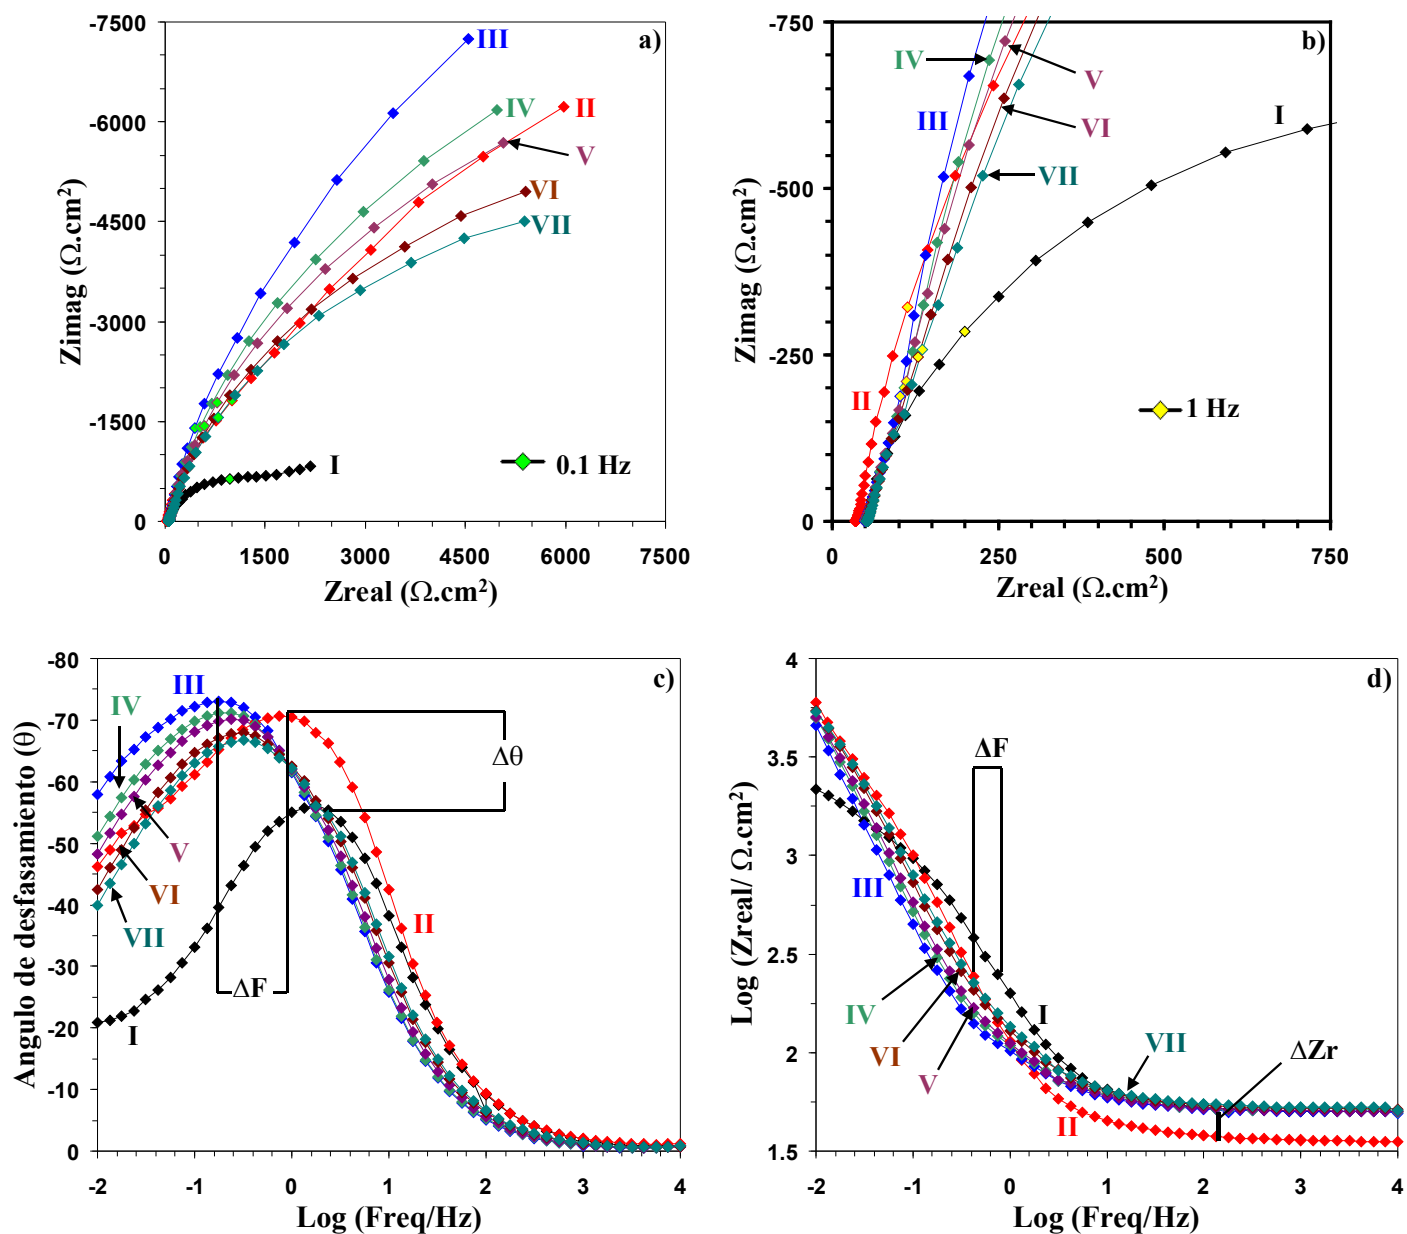 a)
-7500
-6000
-4500
-3000
-1500
0
Zimag (Ω.cm²)
III
IV
II
V
VI
VII
I
0.1 Hz
0 1500 3000 4500 6000 7500
Zreal (Ω.cm²)
b)
-750
-500
-250
0
Zimag (Ω.cm²)
IV
V
III
VI
I
VII
II
1 Hz
0 250 500 750
Zreal (Ω.cm²)
c)
-80
-70
-60
-50
-40
-30
-20
-10
0
Angulo de desfasamiento (θ)
III
IV
Δθ
V
VI
II
VII
ΔF
I
-2 -1 0 1 2 3 4
Log (Freq/Hz)
d)
4
3.5
3
2.5
2
1.5
Log (Zreal/ Ω.cm²)
ΔF
III
IV
I
VI
VII
V
ΔZr
II
-2 -1 0 1 2 3 4
Log (Freq/Hz)